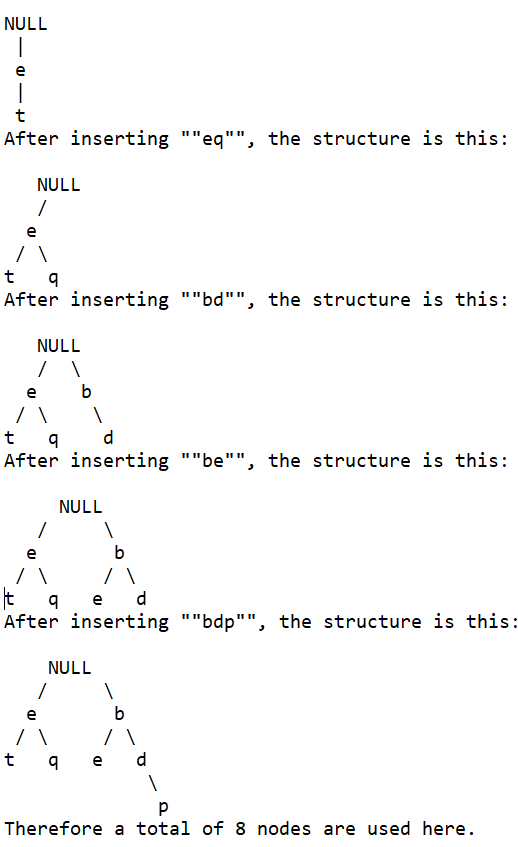 NULL
|
e
|
t
After inserting ""eq"", the structure is this:
NULL
/
e
/ \
t q
After inserting ""bd"", the structure is this:
NULL
/ \
e b
/ \ \
t q d
After inserting ""be"", the structure is this:
NULL
/ \
e b
/ \ / \
t q e d
After inserting ""bdp"", the structure is this:
NULL
/ \
e b
/ \ / \
t q e d
\
p
Therefore a total of 8 nodes are used here.